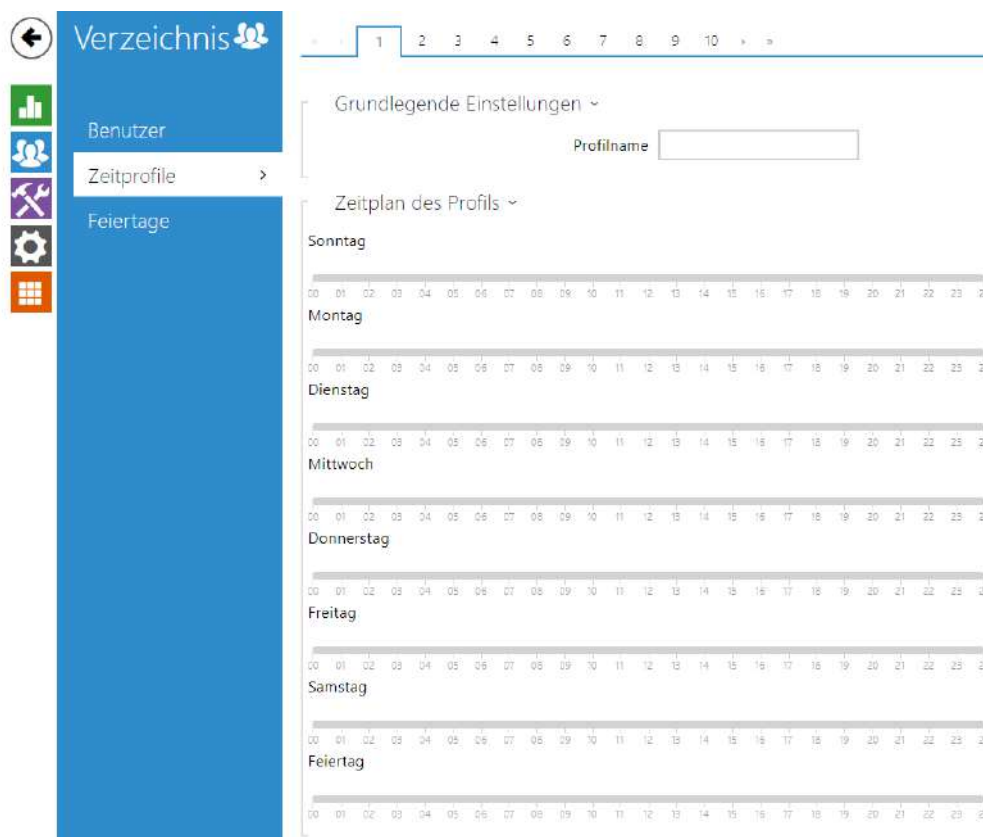 Verzeichnis
Benutzer
Zeitprofile
Feiertage
« ‹ 1 2 3 4 5 6 7 8 9 10 › »
Grundlegende Einstellungen
Profilname
Zeitplan des Profils
Sonntag
00 01 02 03 04 05 06 07 08 09 10 11 12 13 14 15 16 17 18 19 20 21 22 23
Montag
00 01 02 03 04 05 06 07 08 09 10 11 12 13 14 15 16 17 18 19 20 21 22 23
Dienstag
00 01 02 03 04 05 06 07 08 09 10 11 12 13 14 15 16 17 18 19 20 21 22 23
Mittwoch
00 01 02 03 04 05 06 07 08 09 10 11 12 13 14 15 16 17 18 19 20 21 22 23
Donnerstag
00 01 02 03 04 05 06 07 08 09 10 11 12 13 14 15 16 17 18 19 20 21 22 23
Freitag
00 01 02 03 04 05 06 07 08 09 10 11 12 13 14 15 16 17 18 19 20 21 22 23
Samstag
00 01 02 03 04 05 06 07 08 09 10 11 12 13 14 15 16 17 18 19 20 21 22 23
Feiertag
00 01 02 03 04 05 06 07 08 09 10 11 12 13 14 15 16 17 18 19 20 21 22 23